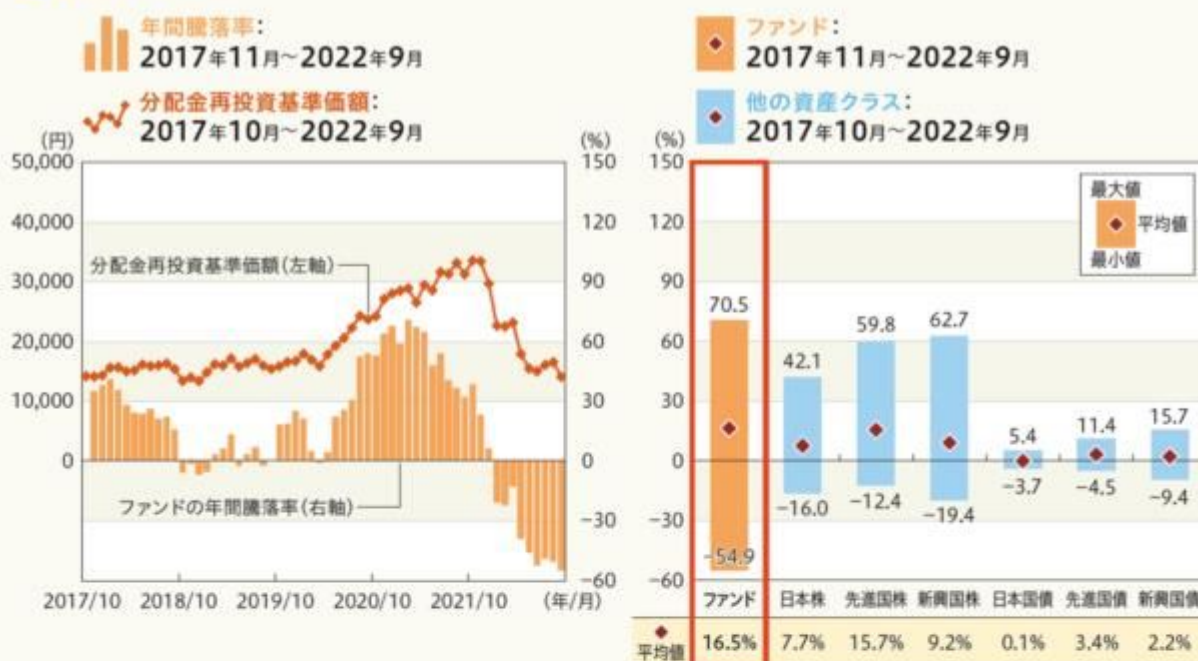 年間騰落率:
2017年11月~2022年9月
分配金再投資基準価額:
2017年10月~2022年9月
(円)
(%)
50,000
40,000
30,000
20,000
10,000
0
150
120
90
60
30
0
−30
−60
分配金再投資基準価額(左軸)
ファンドの年間騰落率(右軸)
2017/10 2018/10 2019/10 2020/10 2021/10 (年/月)
ファンド:
2017年11月~2022年9月
他の資産クラス:
2017年10月~2022年9月
(%)
150
120
90
60
30
0
−30
−60
最大値
平均値
最小値
70.5
42.1
59.8
62.7
5.4
11.4
15.7
−54.9
−16.0
−12.4
−19.4
−3.7
−4.5
−9.4
ファンド 日本株 先進国株 新興国株 日本国債 先進国債 新興国債
平均値 16.5% 7.7% 15.7% 9.2% 0.1% 3.4% 2.2%